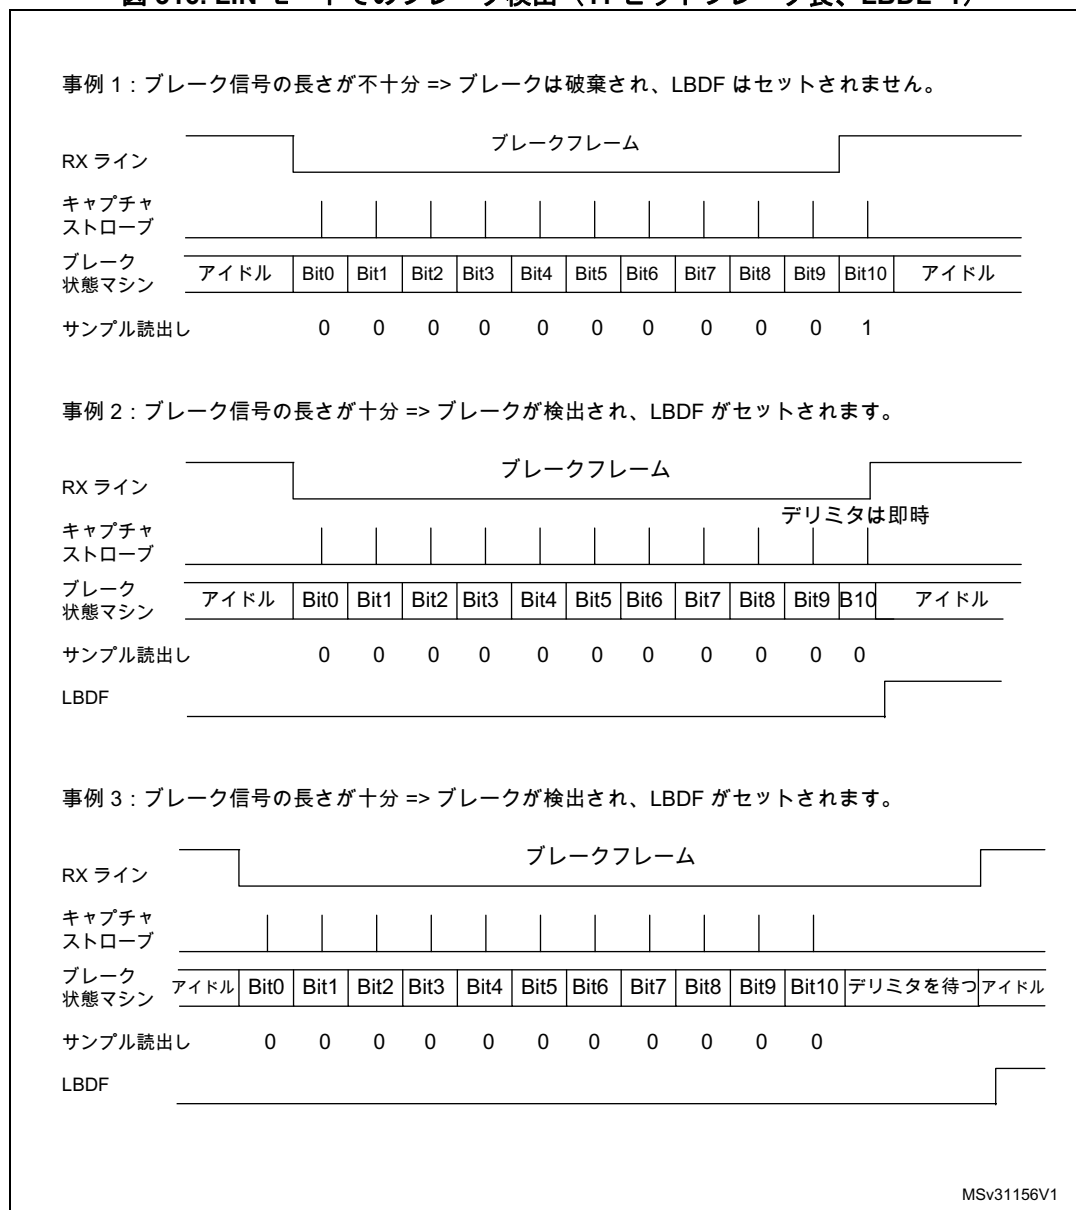 事例 1：ブレーク信号の長さが不十分 => ブレークは破棄され、LBDF はセットされません。
ブレークフレーム
RX ライン
キャプチャ
ストローブ
ブレーク
状態マシン
アイドル Bit0 Bit1 Bit2 Bit3 Bit4 Bit5 Bit6 Bit7 Bit8 Bit9 Bit10 アイドル
サンプル読出し 0 0 0 0 0 0 0 0 0 0 1
事例 2：ブレーク信号の長さが十分 => ブレークが検出され、LBDF がセットされます。
ブレークフレーム
RX ライン
デリミタは即時
キャプチャ
ストローブ
ブレーク
状態マシン
アイドル Bit0 Bit1 Bit2 Bit3 Bit4 Bit5 Bit6 Bit7 Bit8 Bit9 B10 アイドル
サンプル読出し 0 0 0 0 0 0 0 0 0 0 0
LBDF
事例 3：ブレーク信号の長さが十分 => ブレークが検出され、LBDF がセットされます。
ブレークフレーム
RX ライン
キャプチャ
ストローブ
ブレーク
状態マシン
アイドル Bit0 Bit1 Bit2 Bit3 Bit4 Bit5 Bit6 Bit7 Bit8 Bit9 Bit10 デリミタを待つ アイドル
サンプル読出し 0 0 0 0 0 0 0 0 0 0 0
LBDF
MSv31156V1